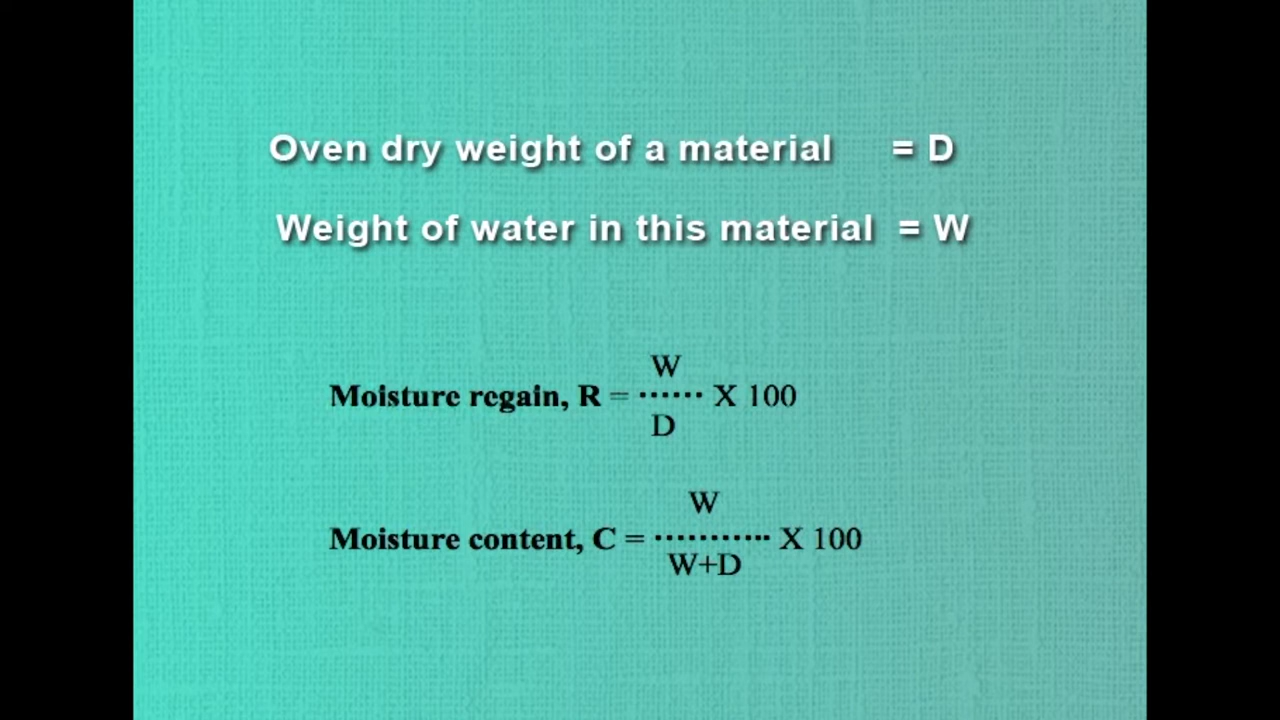 Oven dry weight of a material = D
Weight of water in this material = W
W
Moisture regain, R = ...... X 100
D
W
Moisture content, C = ........... X 100
W+D